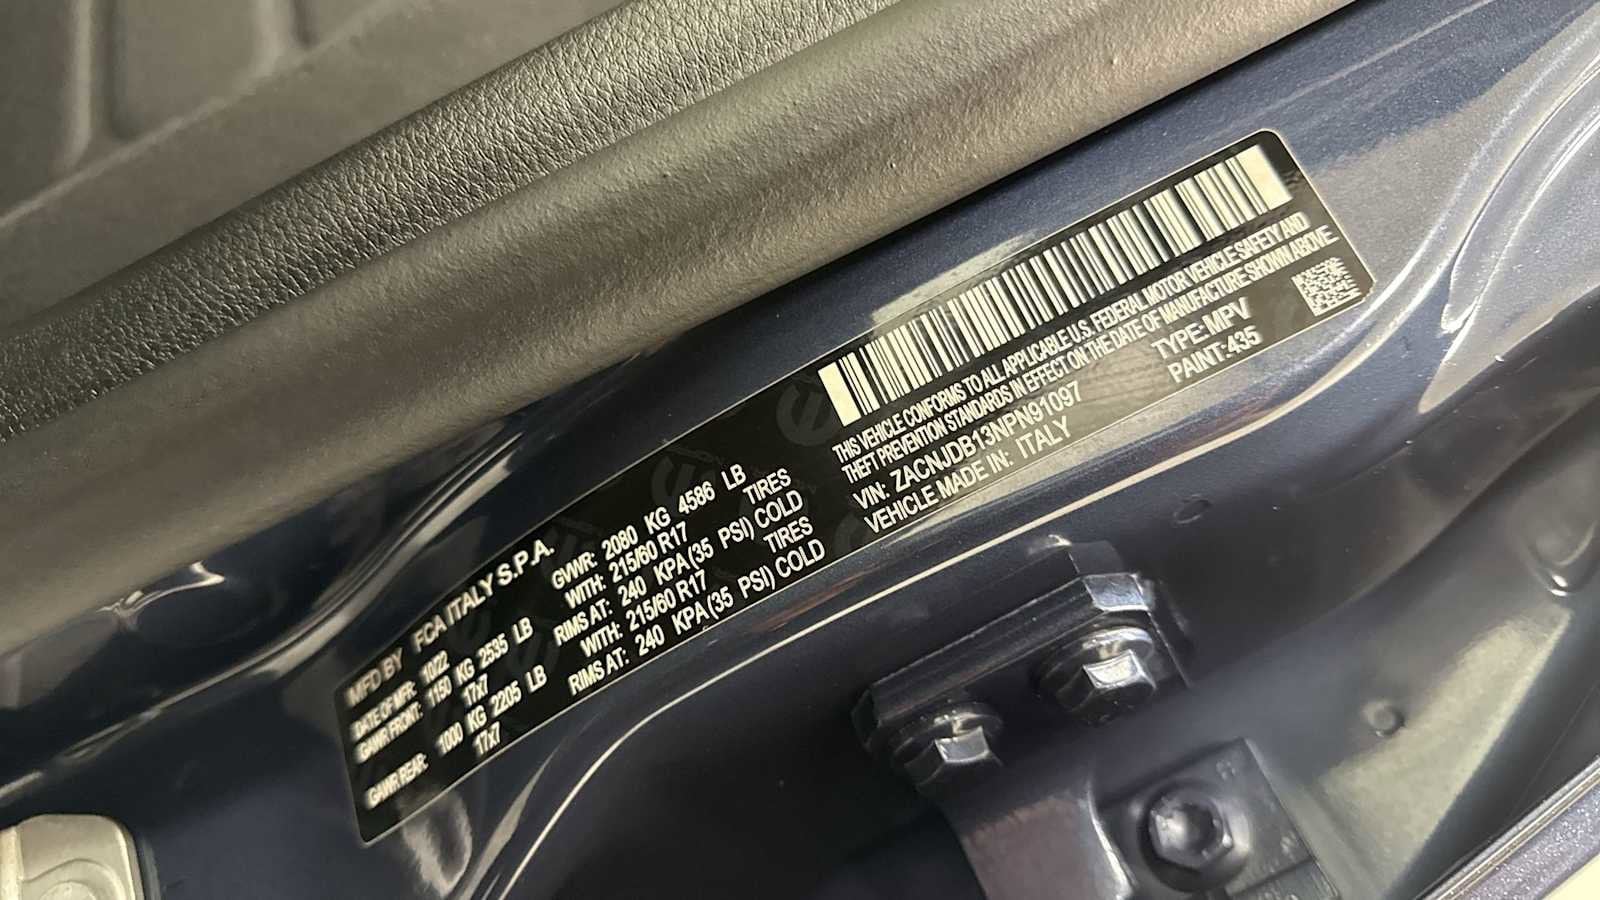 MFD BY FCA ITALY S.P.A.
DATE OF MFR: 10/22 GVWR: 2080 KG 4586 LB
GAWR FRONT: 1150 KG 2535 LB WITH: 215/60 R17 TIRES
17x7 RIMS AT: 240 KPA(35 PSI) COLD
GAWR REAR: 1000 KG 2205 LB WITH: 215/60 R17 TIRES
17x7 RIMS AT: 240 KPA(35 PSI) COLD
THIS VEHICLE CONFORMS TO ALL APPLICABLE U.S. FEDERAL MOTOR VEHICLE SAFETY AND
THEFT PREVENTION STANDARDS IN EFFECT ON THE DATE OF MANUFACTURE SHOWN ABOVE.
VIN: ZACNJDB13NPN91097 TYPE: MPV
VEHICLE MADE IN: ITALY PAINT:435